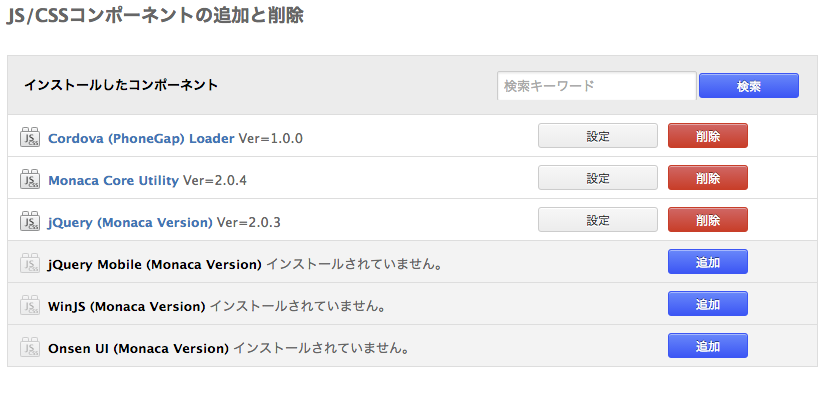 JS/CSSコンポーネントの追加と削除
インストールしたコンポーネント 検索キーワード 検索
JS CSS Cordova (PhoneGap) Loader Ver=1.0.0 設定 削除
JS CSS Monaca Core Utility Ver=2.0.4 設定 削除
JS CSS jQuery (Monaca Version) Ver=2.0.3 設定 削除
JS CSS jQuery Mobile (Monaca Version) インストールされていません。 追加
JS CSS WinJS (Monaca Version) インストールされていません。 追加
JS CSS Onsen UI (Monaca Version) インストールされていません。 追加